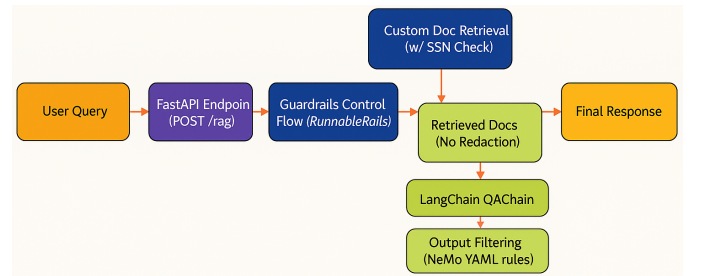 Custom Doc Retrieval
(w/ SSN Check)
User Query
FastAPI Endpoin
(POST /rag)
Guardrails Control
Flow (RunnableRails)
Retrieved Docs
(No Redaction)
Final Response
LangChain QAChain
Output Filtering
(NeMo YAML rules)